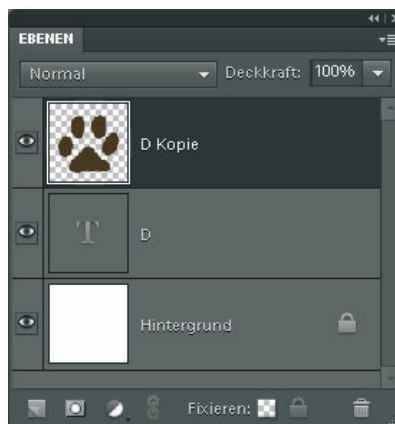 EBENEN
Normal Deckkraft: 100%
D Kopie
T D
Hintergrund
Fixieren: